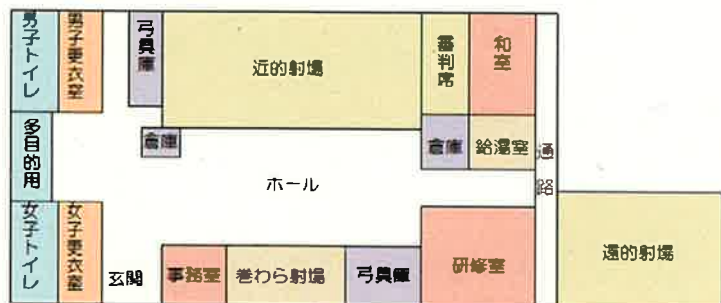 男子トイレ
男子更衣室
弓具庫
近的射場
審判席
和室
多目的用
倉庫
倉庫
給湯室
通路
ホール
女子トイレ
女子更衣室
玄関
事務室
巻わら射場
弓具庫
研修室
遠的射場